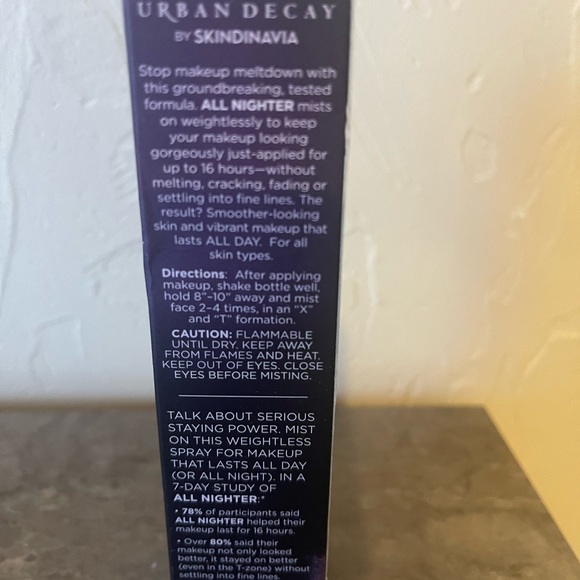 URBAN DECAY
BY SKINDINAVIA
Stop makeup meltdown with
this groundbreaking, tested
formula. ALL NIGHTER mists
on weightlessly to keep
your makeup looking
gorgeously just-applied for
up to 16 hours—without
melting, cracking, fading or
settling into fine lines. The
result? Smoother-looking
skin and vibrant makeup that
lasts ALL DAY. For all
skin types.
Directions: After applying
makeup, shake bottle well,
hold 8"-10" away and mist
face 2-4 times, in an "X"
and "T" formation.
CAUTION: FLAMMABLE
UNTIL DRY. KEEP AWAY
FROM FLAMES AND HEAT.
KEEP OUT OF EYES. CLOSE
EYES BEFORE MISTING.
TALK ABOUT SERIOUS
STAYING POWER. MIST
ON THIS WEIGHTLESS
SPRAY FOR MAKEUP
THAT LASTS ALL DAY
(OR ALL NIGHT). IN A
7-DAY STUDY OF
ALL NIGHTER:*
• 78% of participants said
ALL NIGHTER helped their
makeup last for 16 hours.
• Over 80% said their
makeup not only looked
better, it stayed on better
(even in the T-zone) without
settling into fine lines.